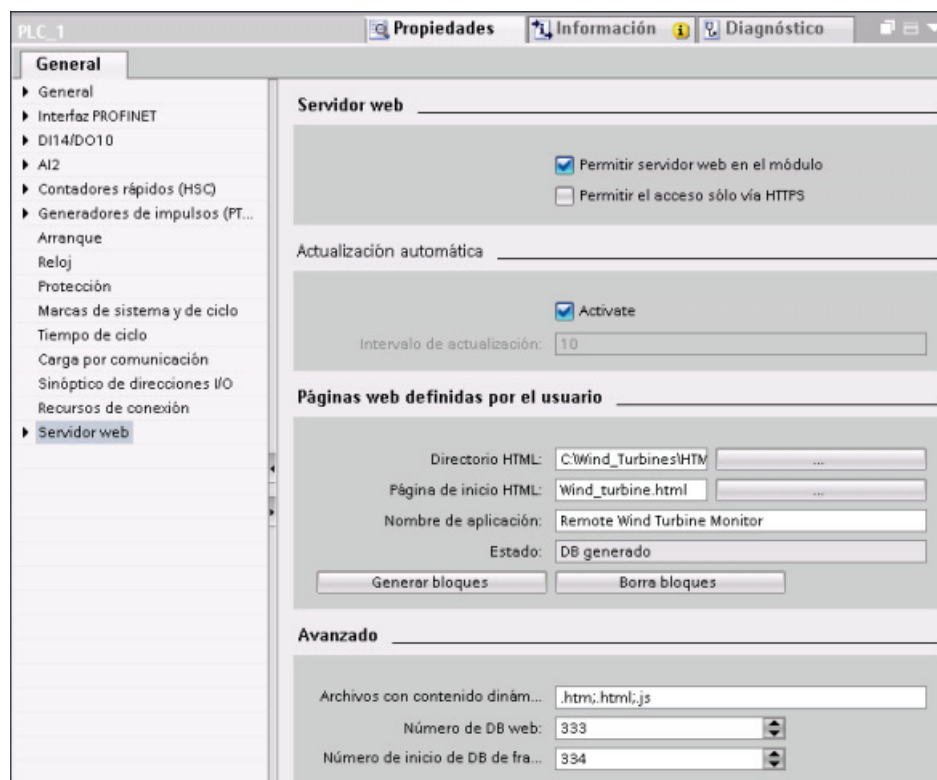 PLC_1
Propiedades
Información
Diagnóstico
General
General
Interfaz PROFINET
DI14/DO10
AI2
Contadores rápidos (HSC)
Generadores de impulsos (PT...
Arranque
Reloj
Protección
Marcas de sistema y de ciclo
Tiempo de ciclo
Carga por comunicación
Sinóptico de direcciones I/O
Recursos de conexión
Servidor web
Servidor web
Permitir servidor web en el módulo
Permitir el acceso sólo vía HTTPS
Actualización automática
Activate
Intervalo de actualización: 10
Páginas web definidas por el usuario
Directorio HTML: C:\Wind_Turbines\HTM ...
Página de inicio HTML: Wind_turbine.html ...
Nombre de aplicación: Remote Wind Turbine Monitor
Estado: DB generado
Generar bloques Borra bloques
Avanzado
Archivos con contenido dinám... .htm;.html;.js
Número de DB web: 333
Número de inicio de DB de fra... 334